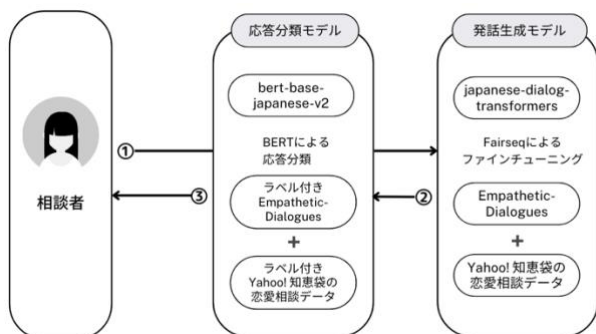 相談者
①
③
②
応答分類モデル
bert-base-
japanese-v2
BERTによる
応答分類
ラベル付き
Empathetic-
Dialogues
+
ラベル付き
Yahoo! 知恵袋の
恋愛相談データ
発話生成モデル
japanese-dialog-
transformers
Fairseqによる
ファインチューニング
Empathetic-
Dialogues
+
Yahoo! 知恵袋の
恋愛相談データ